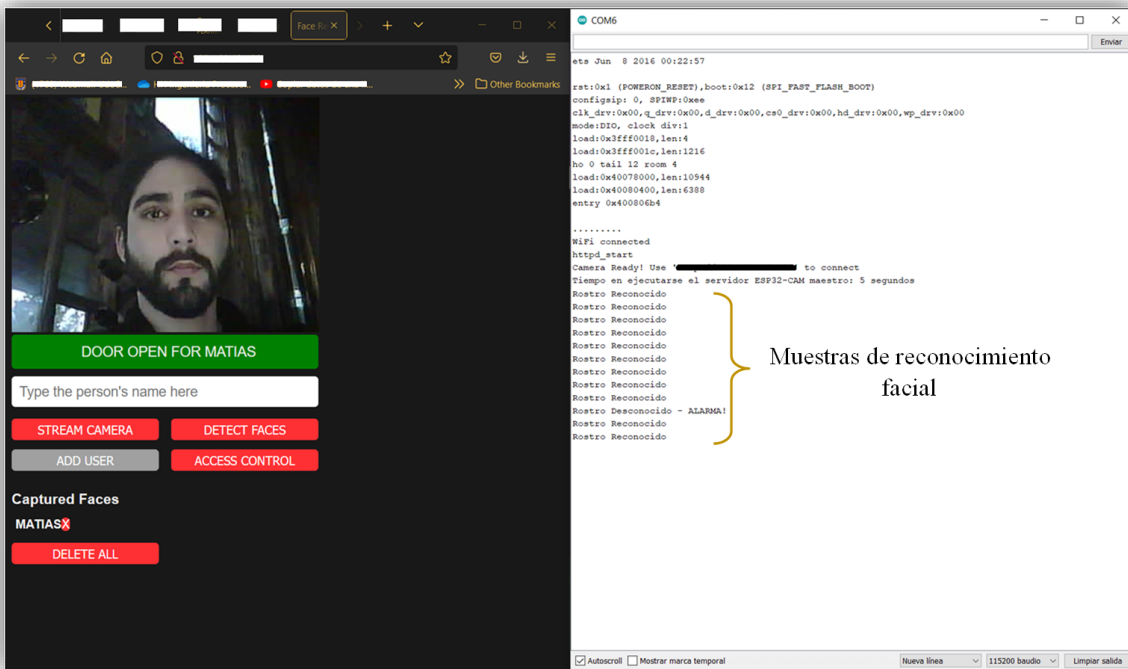 Face Re
Other Bookmarks
DOOR OPEN FOR MATIAS
Type the person's name here
STREAM CAMERA
DETECT FACES
ADD USER
ACCESS CONTROL
Captured Faces
MATIAS X
DELETE ALL
COM6
Enviar
ets Jun  8 2016 00:22:57
rst:0x1 (POWERON_RESET),boot:0x12 (SPI_FAST_FLASH_BOOT)
configsip: 0, SPIWP:0xee
clk_drv:0x00,q_drv:0x00,d_drv:0x00,cs0_drv:0x00,hd_drv:0x00,wp_drv:0x00
mode:DIO, clock div:1
load:0x3fff0018,len:4
load:0x3fff001c,len:1216
ho 0 tail 12 room 4
load:0x40078000,len:10944
load:0x40080400,len:6388
entry 0x400806b4
.........
WiFi connected
httpd_start
Camera Ready! Use ' ' to connect
Tiempo en ejecutarse el servidor ESP32-CAM maestro: 5 segundos
Rostro Reconocido
Rostro Reconocido
Rostro Reconocido
Rostro Reconocido
Rostro Reconocido
Rostro Reconocido
Rostro Reconocido
Rostro Reconocido
Rostro Reconocido
Rostro Desconocido - ALARMA!
Rostro Reconocido
Rostro Reconocido
Muestras de reconocimiento
facial
Autoscroll
Mostrar marca temporal
Nueva línea
115200 baudio
Limpiar salida